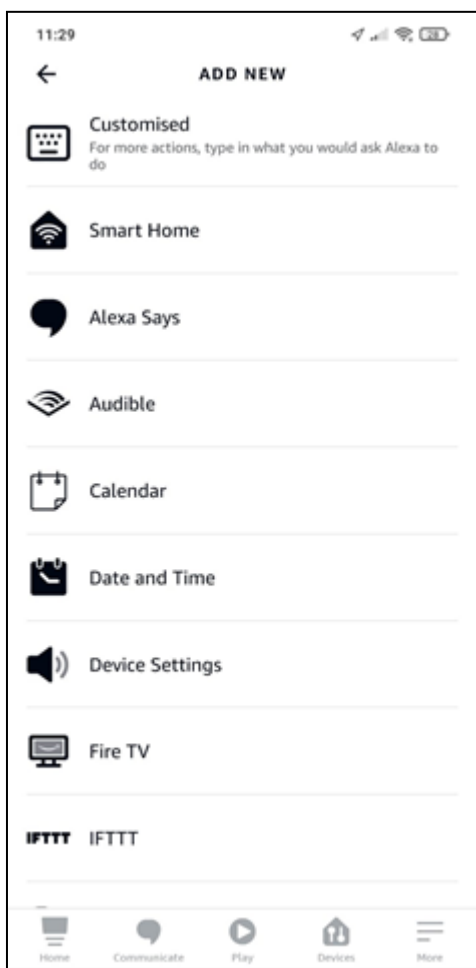 11:29
28
ADD NEW
Customised
For more actions, type in what you would ask Alexa to
do
Smart Home
Alexa Says
Audible
Calendar
Date and Time
Device Settings
Fire TV
IFTTT IFTTT
Home Communicate Play Devices More